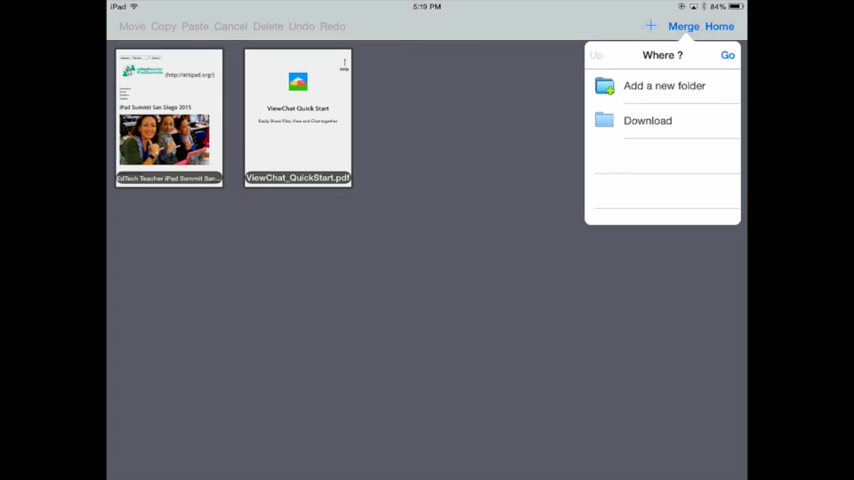 iPad 5:19 PM 84%
Move Copy Paste Cancel Delete Undo Redo + Merge Home
Up Where ? Go
Add a new folder
Download
(http://ettipad.org/)
iPad Summit San Diego 2015
EdTech Teacher iPad Summit San...
Help
ViewChat Quick Start
Easily Share Files, View and Chat together
ViewChat_QuickStart.pdf